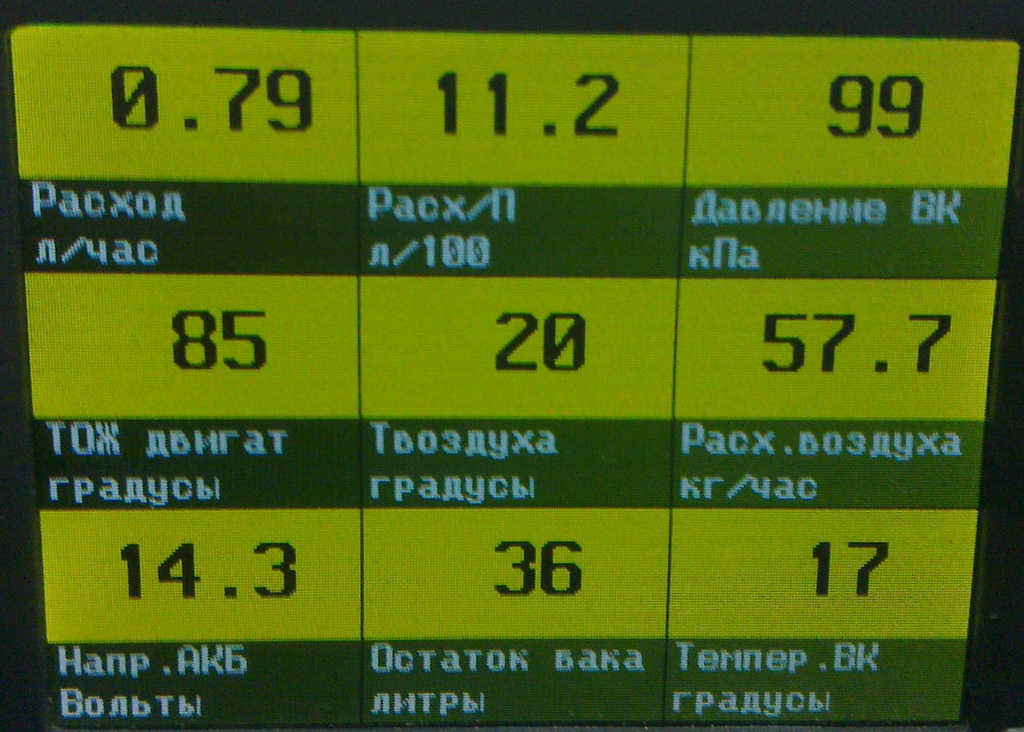 0.79 11.2 99
Расход Расх/П Давление ВК
л/час л/100 кПа
85 20 57.7
ТОЖ двигат Твоздуха Расх.воздуха
градусы градусы кг/час
14.3 36 17
Напр.АКБ Остаток бака Темпер.ВК
Вольты литры градусы